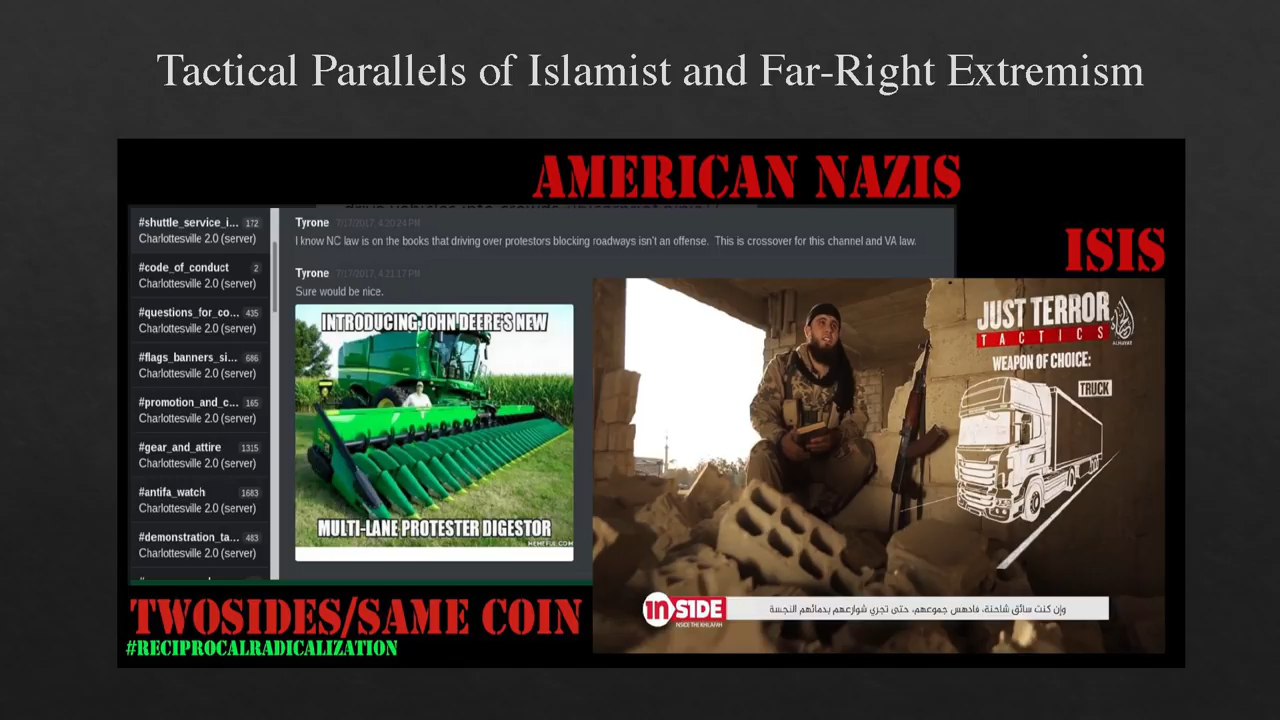 Tactical Parallels of Islamist and Far-Right Extremism
AMERICAN NAZIS
ISIS
#shuttle_service_i... 172
Charlottesville 2.0 (server)
#code_of_conduct 2
Charlottesville 2.0 (server)
#questions_for_co... 435
Charlottesville 2.0 (server)
#flags_banners_si... 686
Charlottesville 2.0 (server)
#promotion_and_c... 165
Charlottesville 2.0 (server)
#gear_and_attire 1315
Charlottesville 2.0 (server)
#antifa_watch 1683
Charlottesville 2.0 (server)
#demonstration_ta... 483
Charlottesville 2.0 (server)
Tyrone 7/17/2017, 4:20:24 PM
I know NC law is on the books that driving over protestors blocking roadways isn't an offense. This is crossover for this channel and VA law.
Tyrone 7/17/2017, 4:21:17 PM
Sure would be nice.
INTRODUCING JOHN DEERE'S NEW
MULTI-LANE PROTESTER DIGESTOR
MEMEFUL.COM
JUST TERROR
TACTICS
ALHAYAT
WEAPON OF CHOICE:
TRUCK
INSIDE
INSIDE THE KHILAFAH
وإن كنت سائق شاحنة، فادهس جموعهم، حتى تجري شوارعهم بدمائهم النجسة
TWOSIDES/SAME COIN
#RECIPROCALRADICALIZATION